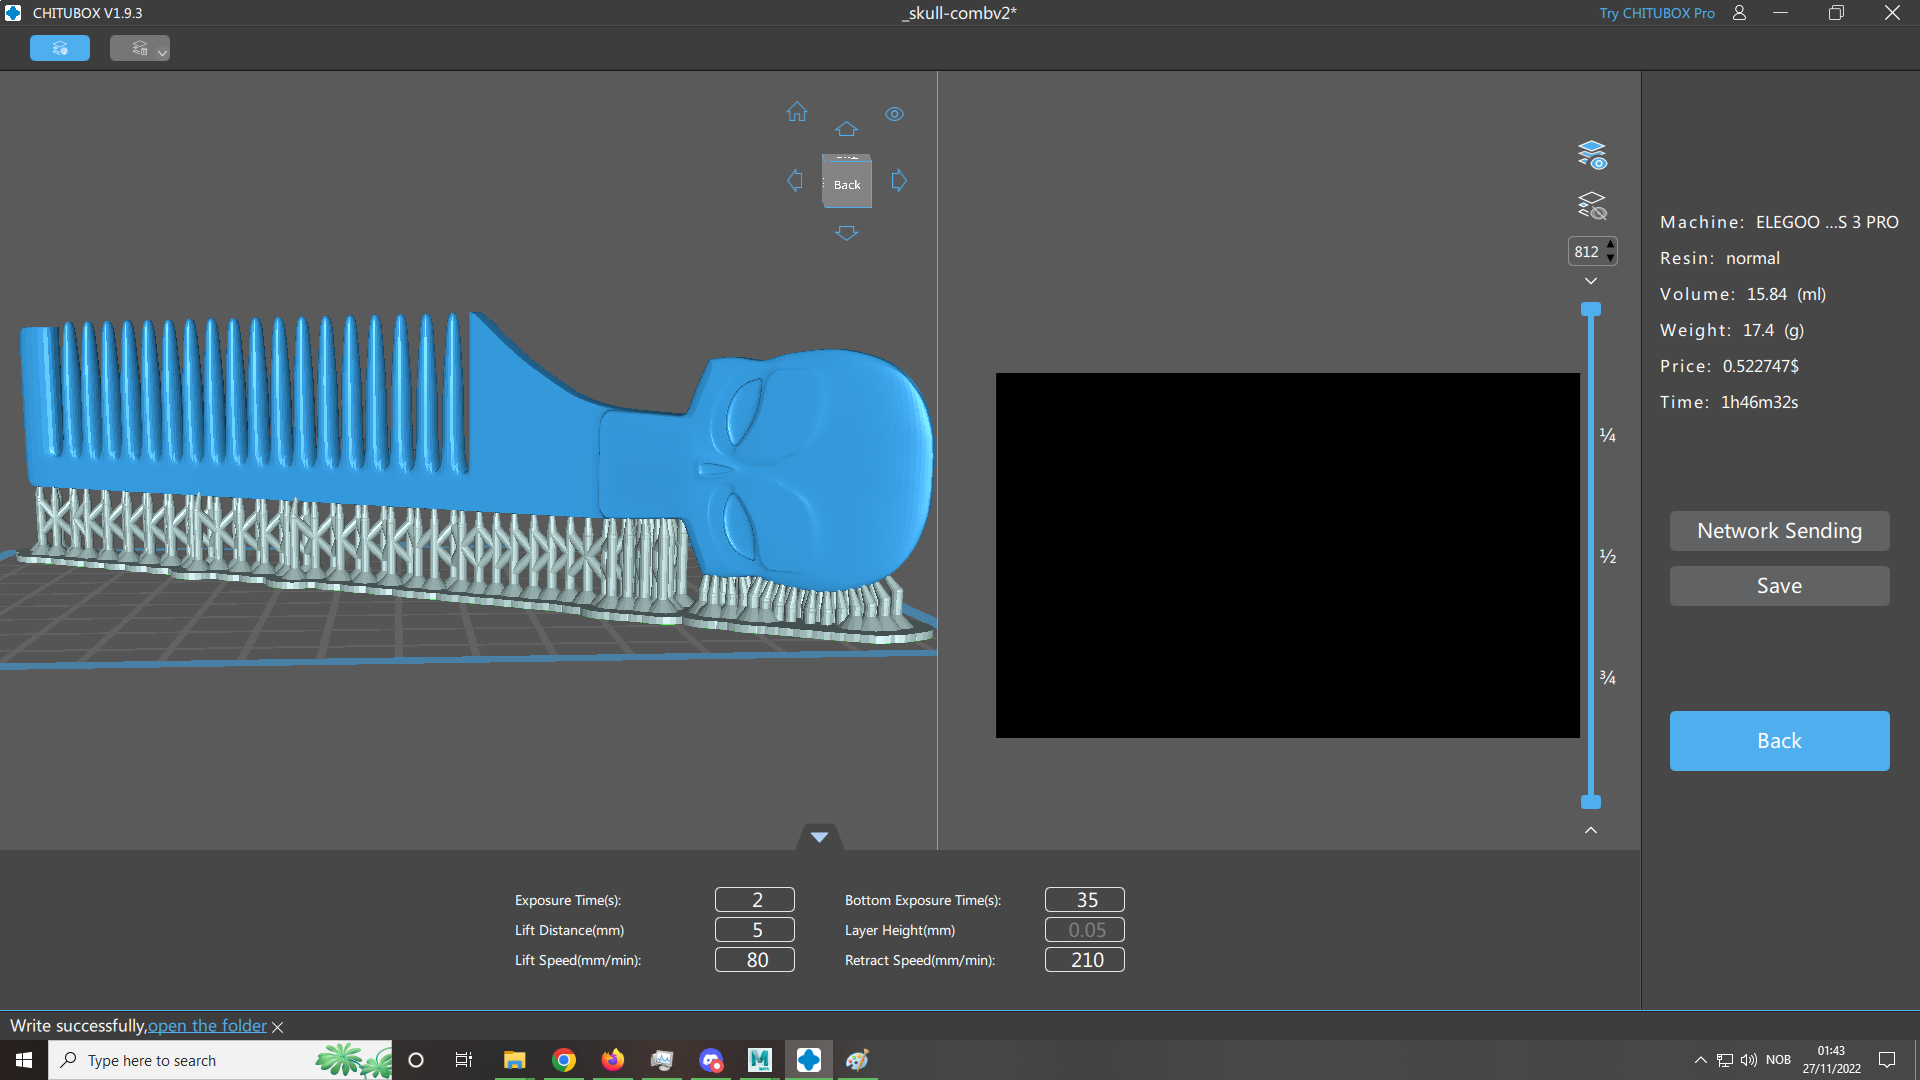 CHITUBOX V1.9.3
_skull-combv2*
Try CHITUBOX Pro
Back
812
¼
½
¾
Machine: ELEGOO ...S 3 PRO
Resin: normal
Volume: 15.84 (ml)
Weight: 17.4 (g)
Price: 0.522747$
Time: 1h46m32s
Network Sending
Save
Back
Exposure Time(s): 2
Bottom Exposure Time(s): 35
Lift Distance(mm) 5
Layer Height(mm) 0.05
Lift Speed(mm/min): 80
Retract Speed(mm/min): 210
Write successfully,open the folder
Type here to search
M
NOB
01:43
27/11/2022